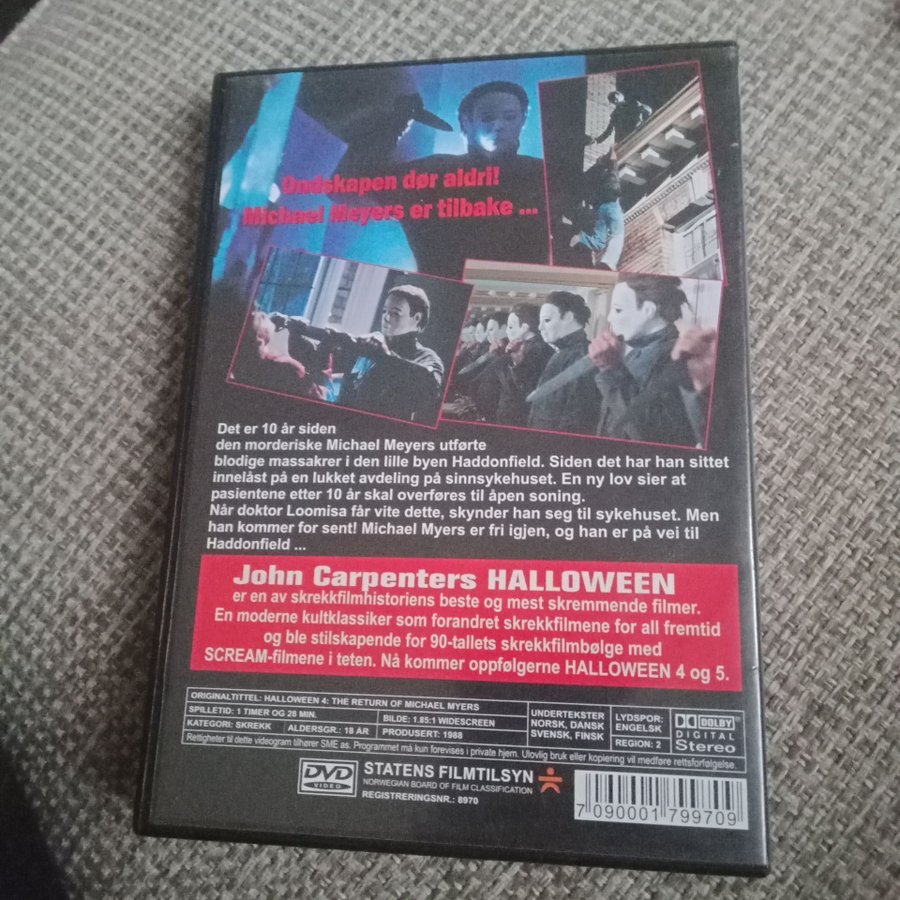 Ondskapen dør aldri!
Michael Meyers er tilbake ...
Det er 10 år siden
den morderiske Michael Meyers utførte
blodige massakrer i den lille byen Haddonfield. Siden det har han sittet
innelåst på en lukket avdeling på sinnsykehuset. En ny lov sier at
pasientene etter 10 år skal overføres til åpen soning.
Når doktor Loomisa får vite dette, skynder han seg til sykehuset. Men
han kommer for sent! Michael Myers er fri igjen, og han er på vei til
Haddonfield ...
John Carpenters HALLOWEEN
er en av skrekkfilmhistoriens beste og mest skremmende filmer.
En moderne kultklassiker som forandret skrekkfilmene for all fremtid
og ble stilskapende for 90-tallets skrekkfilmbølge med
SCREAM-filmene i teten. Nå kommer oppfølgerne HALLOWEEN 4 og 5.
ORIGINALTITTEL: HALLOWEEN 4: THE RETURN OF MICHAEL MYERS
SPILLETID: 1 TIMER OG 28 MIN.
BILDE: 1.85:1 WIDESCREEN
KATEGORI: SKREKK
ALDERSGR.: 18 ÅR
PRODUSERT: 1988
UNDERTEKSTER
NORSK, DANSK
SVENSK, FINSK
LYDSPOR:
ENGELSK
REGION: 2
DOLBY
DIGITAL
Stereo
Rettigheter til dette videogram tilhører SME as. Programmet må kun forevises i private hjem. Ulovlig bruk eller kopiering vil medføre rettsforfølgelse.
DVD
VIDEO
STATENS FILMTILSYN
NORWEGIAN BOARD OF FILM CLASSIFICATION
REGISTRERINGSNR.: 8970
7 090001 799709